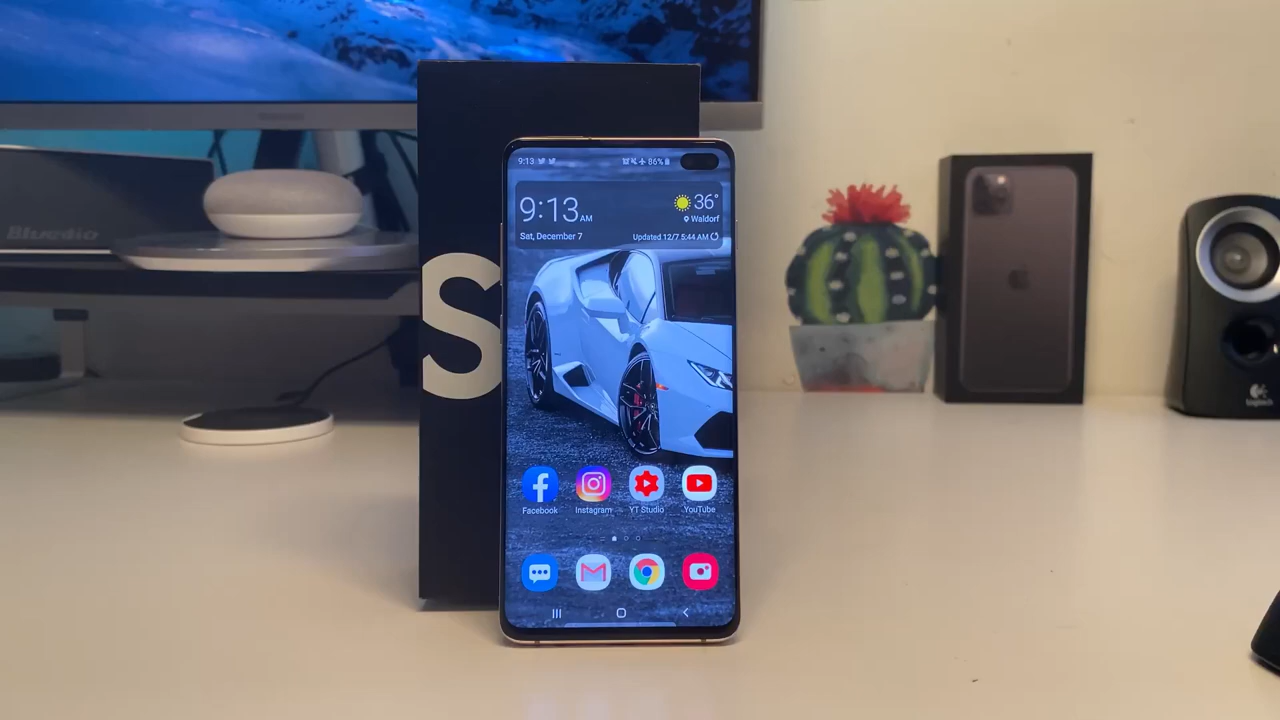 9:13
86%
9:13 AM
36°
Waldorf
Sat, December 7
Updated 12/7 5:44 AM
Bluedio
S
Facebook
Instagram
YT Studio
YouTube
logitech